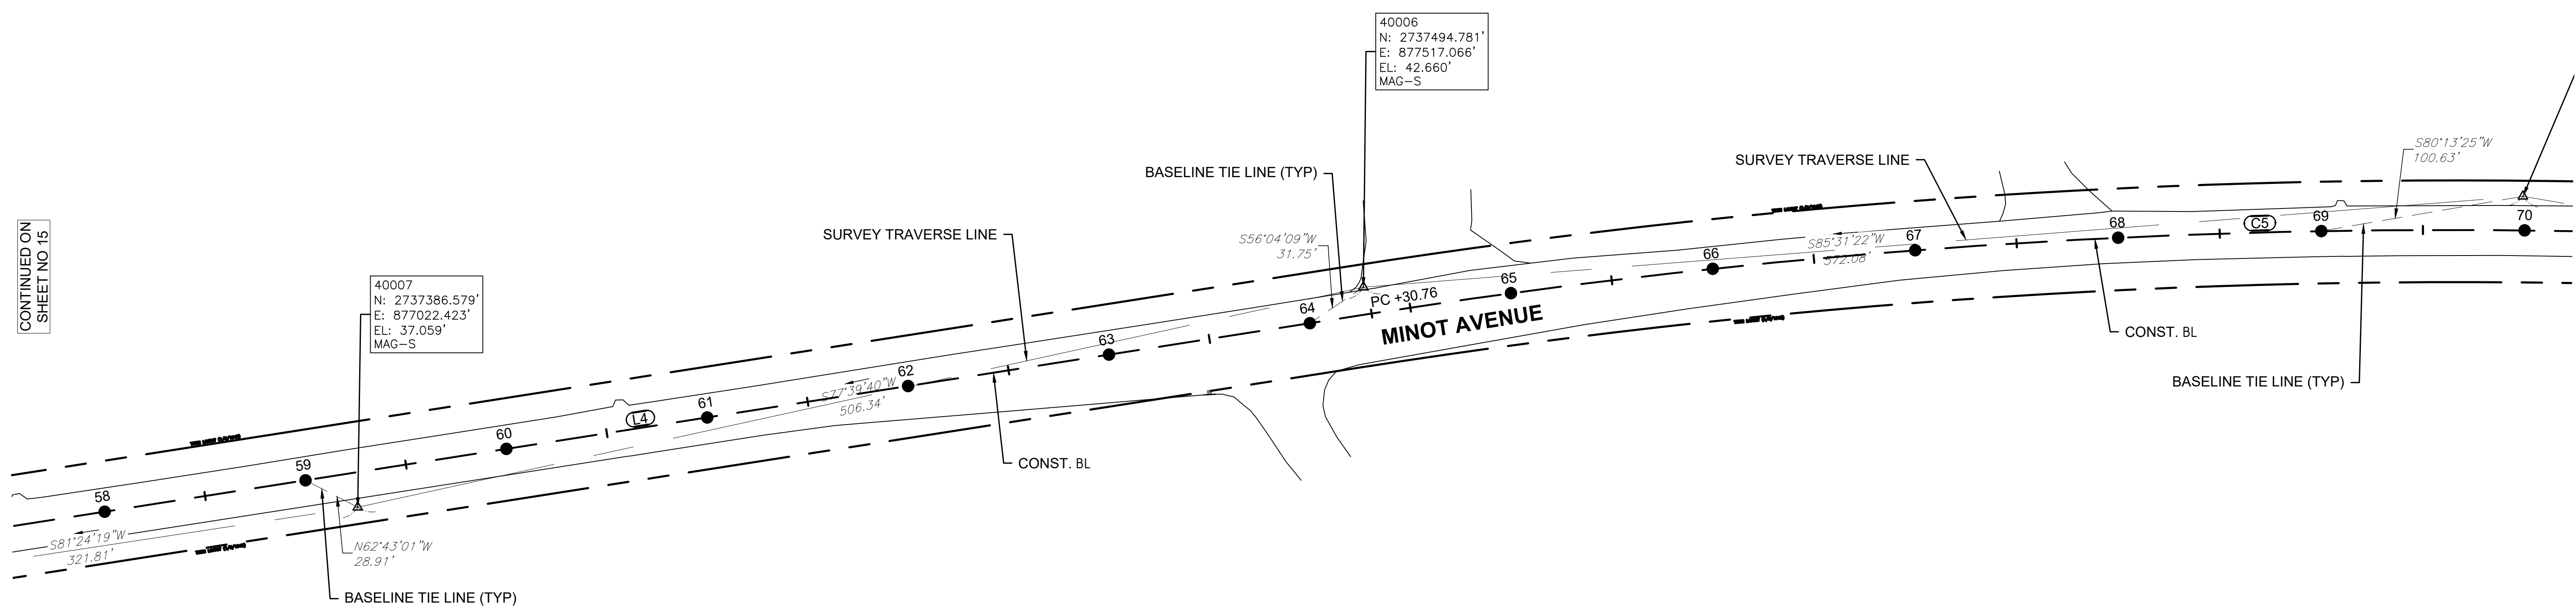 CONTINUED ON
SHEET NO 15
40006
N: 2737494.781'
E: 877517.066'
EL: 42.660'
MAG-S
40007
N: 2737386.579'
E: 877022.423'
EL: 37.059'
MAG-S
BASELINE TIE LINE (TYP)
SURVEY TRAVERSE LINE
SURVEY TRAVERSE LINE
S80°13'25"W
100.63'
S56°04'09"W
31.75'
S85°31'22"W
572.08'
S77°39'40"W
506.34'
S81°24'19"W
321.81'
N62°43'01"W
28.91'
58
59
60
L4
61
62
63
64
PC +30.76
65
66
67
68
C5
69
70
MINOT AVENUE
CONST. BL
CONST. BL
BASELINE TIE LINE (TYP)
BASELINE TIE LINE (TYP)